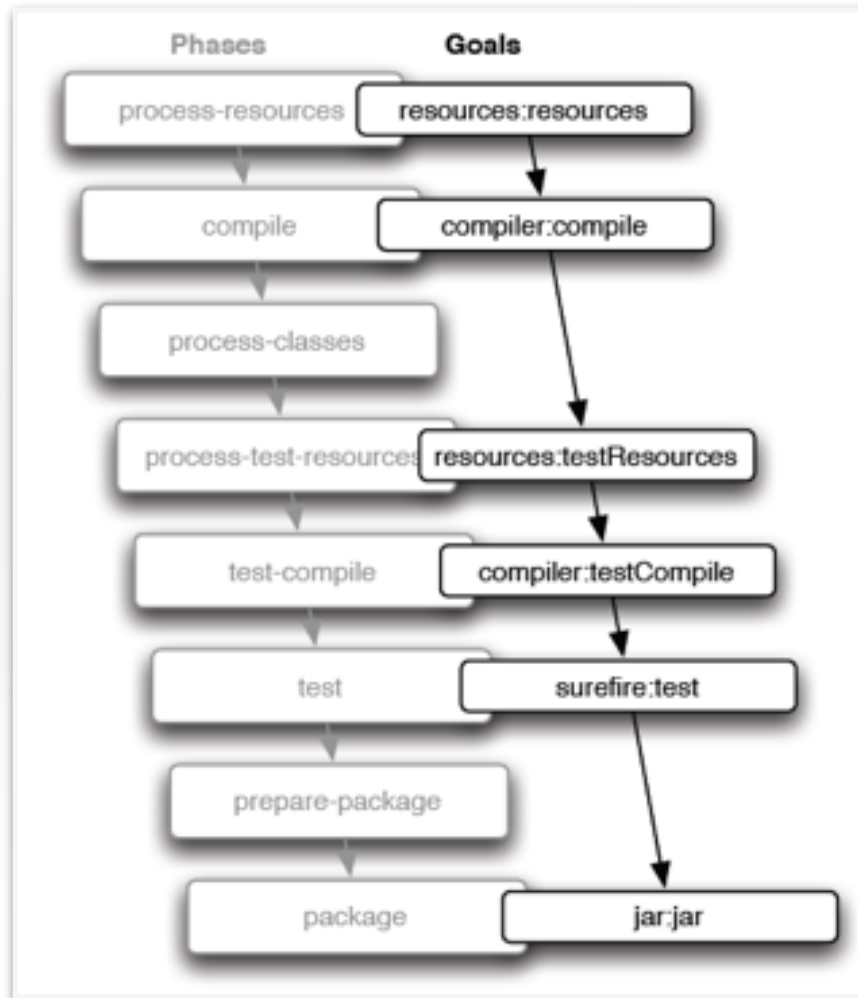 Phases Goals
process-resources resources:resources
compile compiler:compile
process-classes
process-test-resources resources:testResources
test-compile compiler:testCompile
test surefire:test
prepare-package
package jar:jar